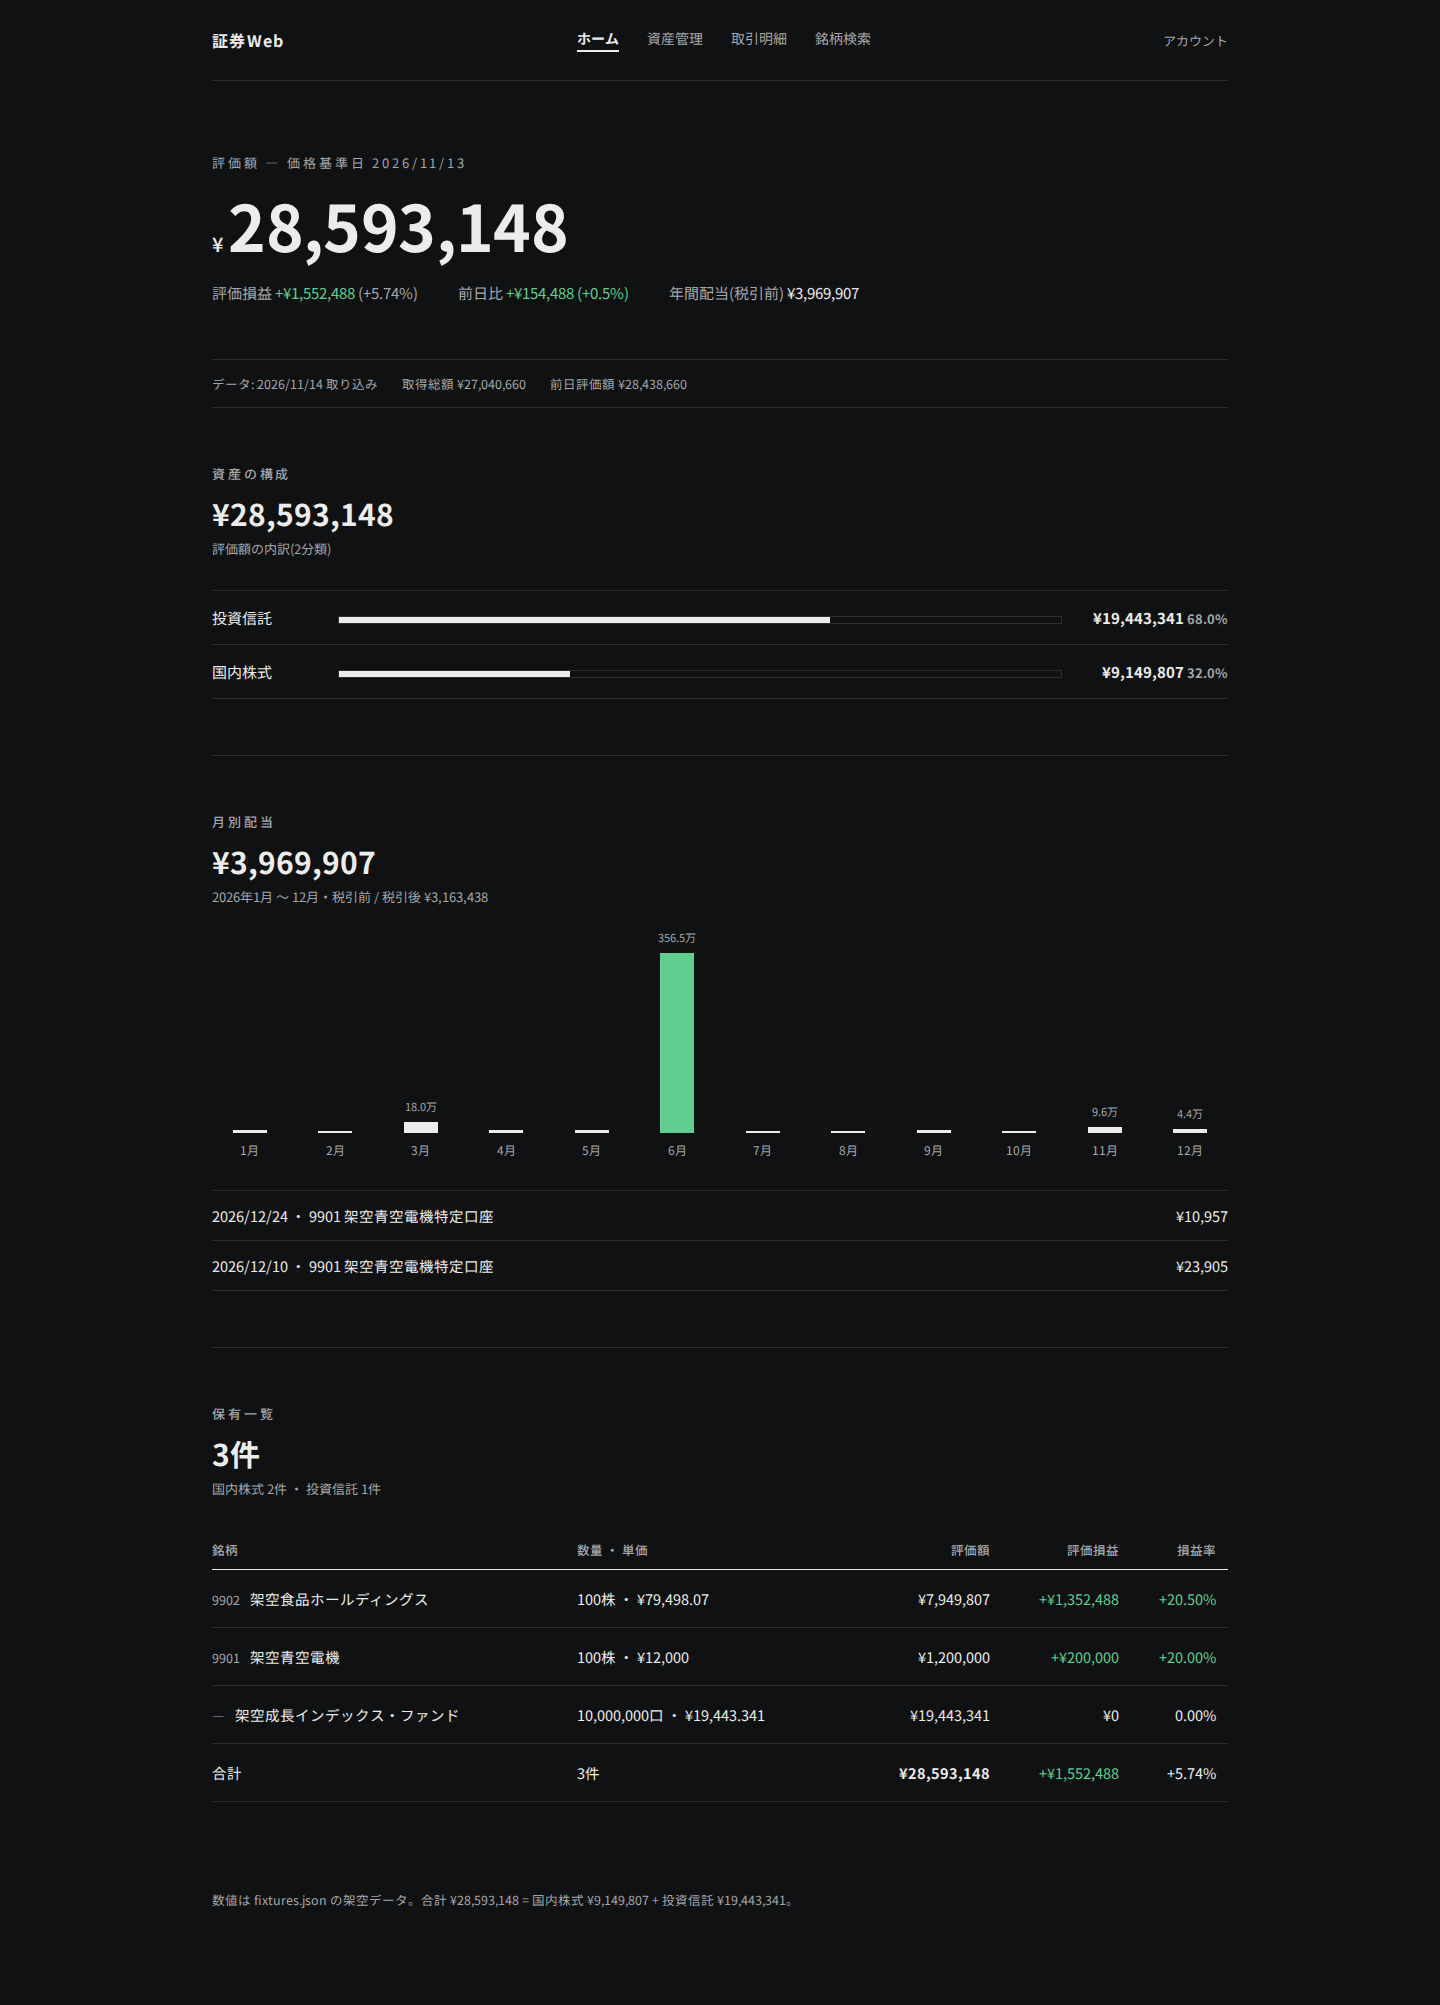 証券Web ホーム 資産管理 取引明細 銘柄検索 アカウント
評価額 — 価格基準日 2026/11/13
¥28,593,148
評価損益 +¥1,552,488 (+5.74%) 前日比 +¥154,488 (+0.5%) 年間配当(税引前) ¥3,969,907
データ: 2026/11/14 取り込み 取得総額 ¥27,040,660 前日評価額 ¥28,438,660
資産の構成
¥28,593,148
評価額の内訳(2分類)
投資信託 ¥19,443,341 68.0%
国内株式 ¥9,149,807 32.0%
月別配当
¥3,969,907
2026年1月 〜 12月・税引前 / 税引後 ¥3,163,438
356.5万
18.0万 9.6万 4.4万
1月 2月 3月 4月 5月 6月 7月 8月 9月 10月 11月 12月
2026/12/24 ・ 9901 架空青空電機特定口座 ¥10,957
2026/12/10 ・ 9901 架空青空電機特定口座 ¥23,905
保有一覧
3件
国内株式 2件 ・ 投資信託 1件
銘柄 数量 ・ 単価 評価額 評価損益 損益率
9902 架空食品ホールディングス 100株 ・ ¥79,498.07 ¥7,949,807 +¥1,352,488 +20.50%
9901 架空青空電機 100株 ・ ¥12,000 ¥1,200,000 +¥200,000 +20.00%
— 架空成長インデックス・ファンド 10,000,000口 ・ ¥19,443.341 ¥19,443,341 ¥0 0.00%
合計 3件 ¥28,593,148 +¥1,552,488 +5.74%
数値は fixtures.json の架空データ。合計 ¥28,593,148 = 国内株式 ¥9,149,807 + 投資信託 ¥19,443,341。